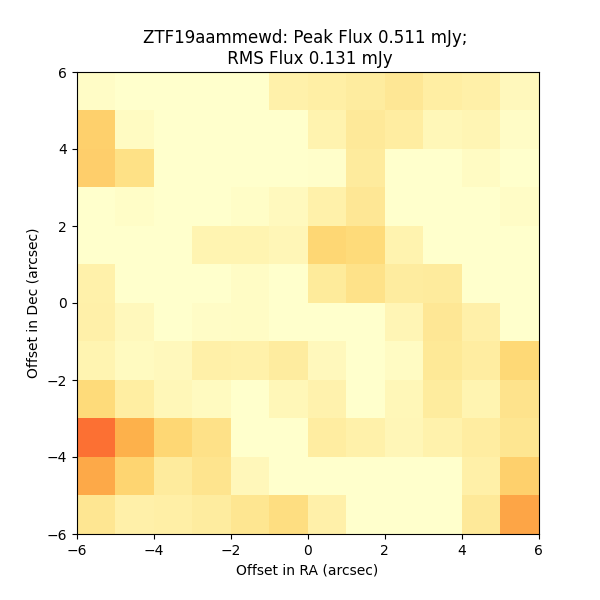 ZTF19aammewd: Peak Flux 0.511 mJy;
RMS Flux 0.131 mJy
6
4
2
0
−2
−4
−6
Offset in Dec (arcsec)
−6 −4 −2 0 2 4 6
Offset in RA (arcsec)